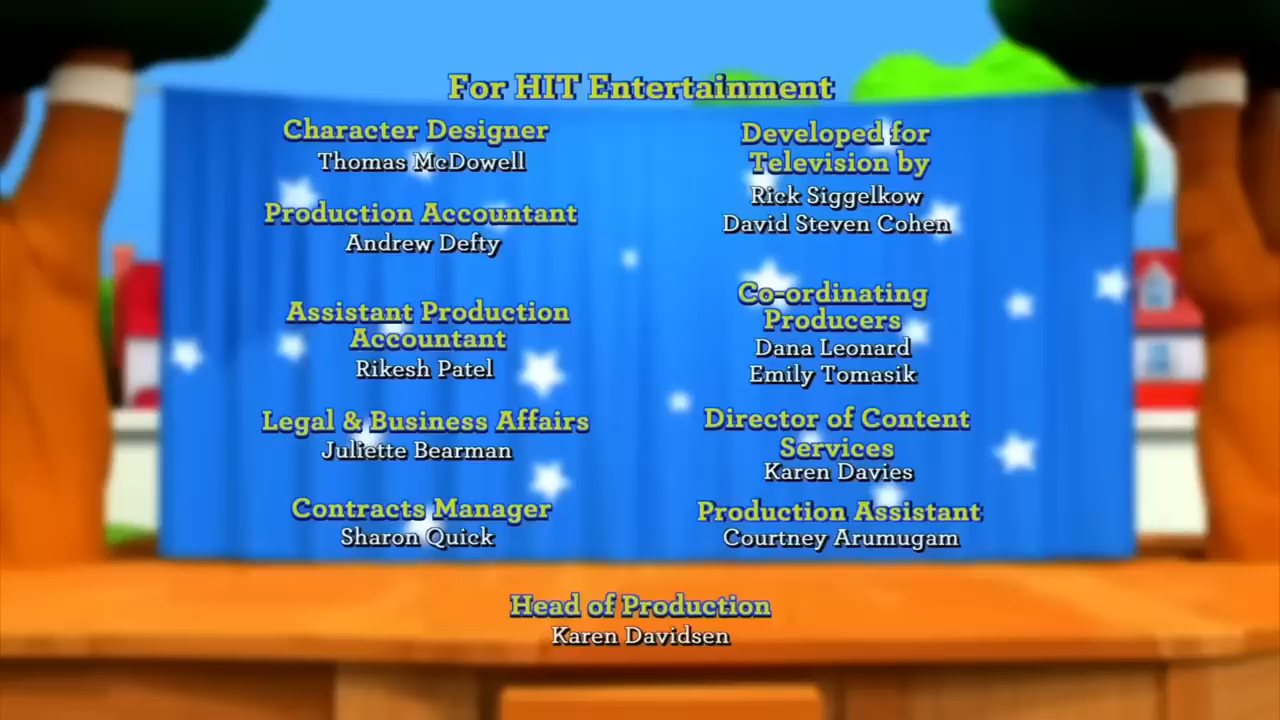 For HIT Entertainment
Character Designer
Thomas McDowell
Production Accountant
Andrew Defty
Assistant Production
Accountant
Rikesh Patel
Legal & Business Affairs
Juliette Bearman
Contracts Manager
Sharon Quick
Developed for
Television by
Rick Siggelkow
David Steven Cohen
Co-ordinating
Producers
Dana Leonard
Emily Tomasik
Director of Content
Services
Karen Davies
Production Assistant
Courtney Arumugam
Head of Production
Karen Davidsen